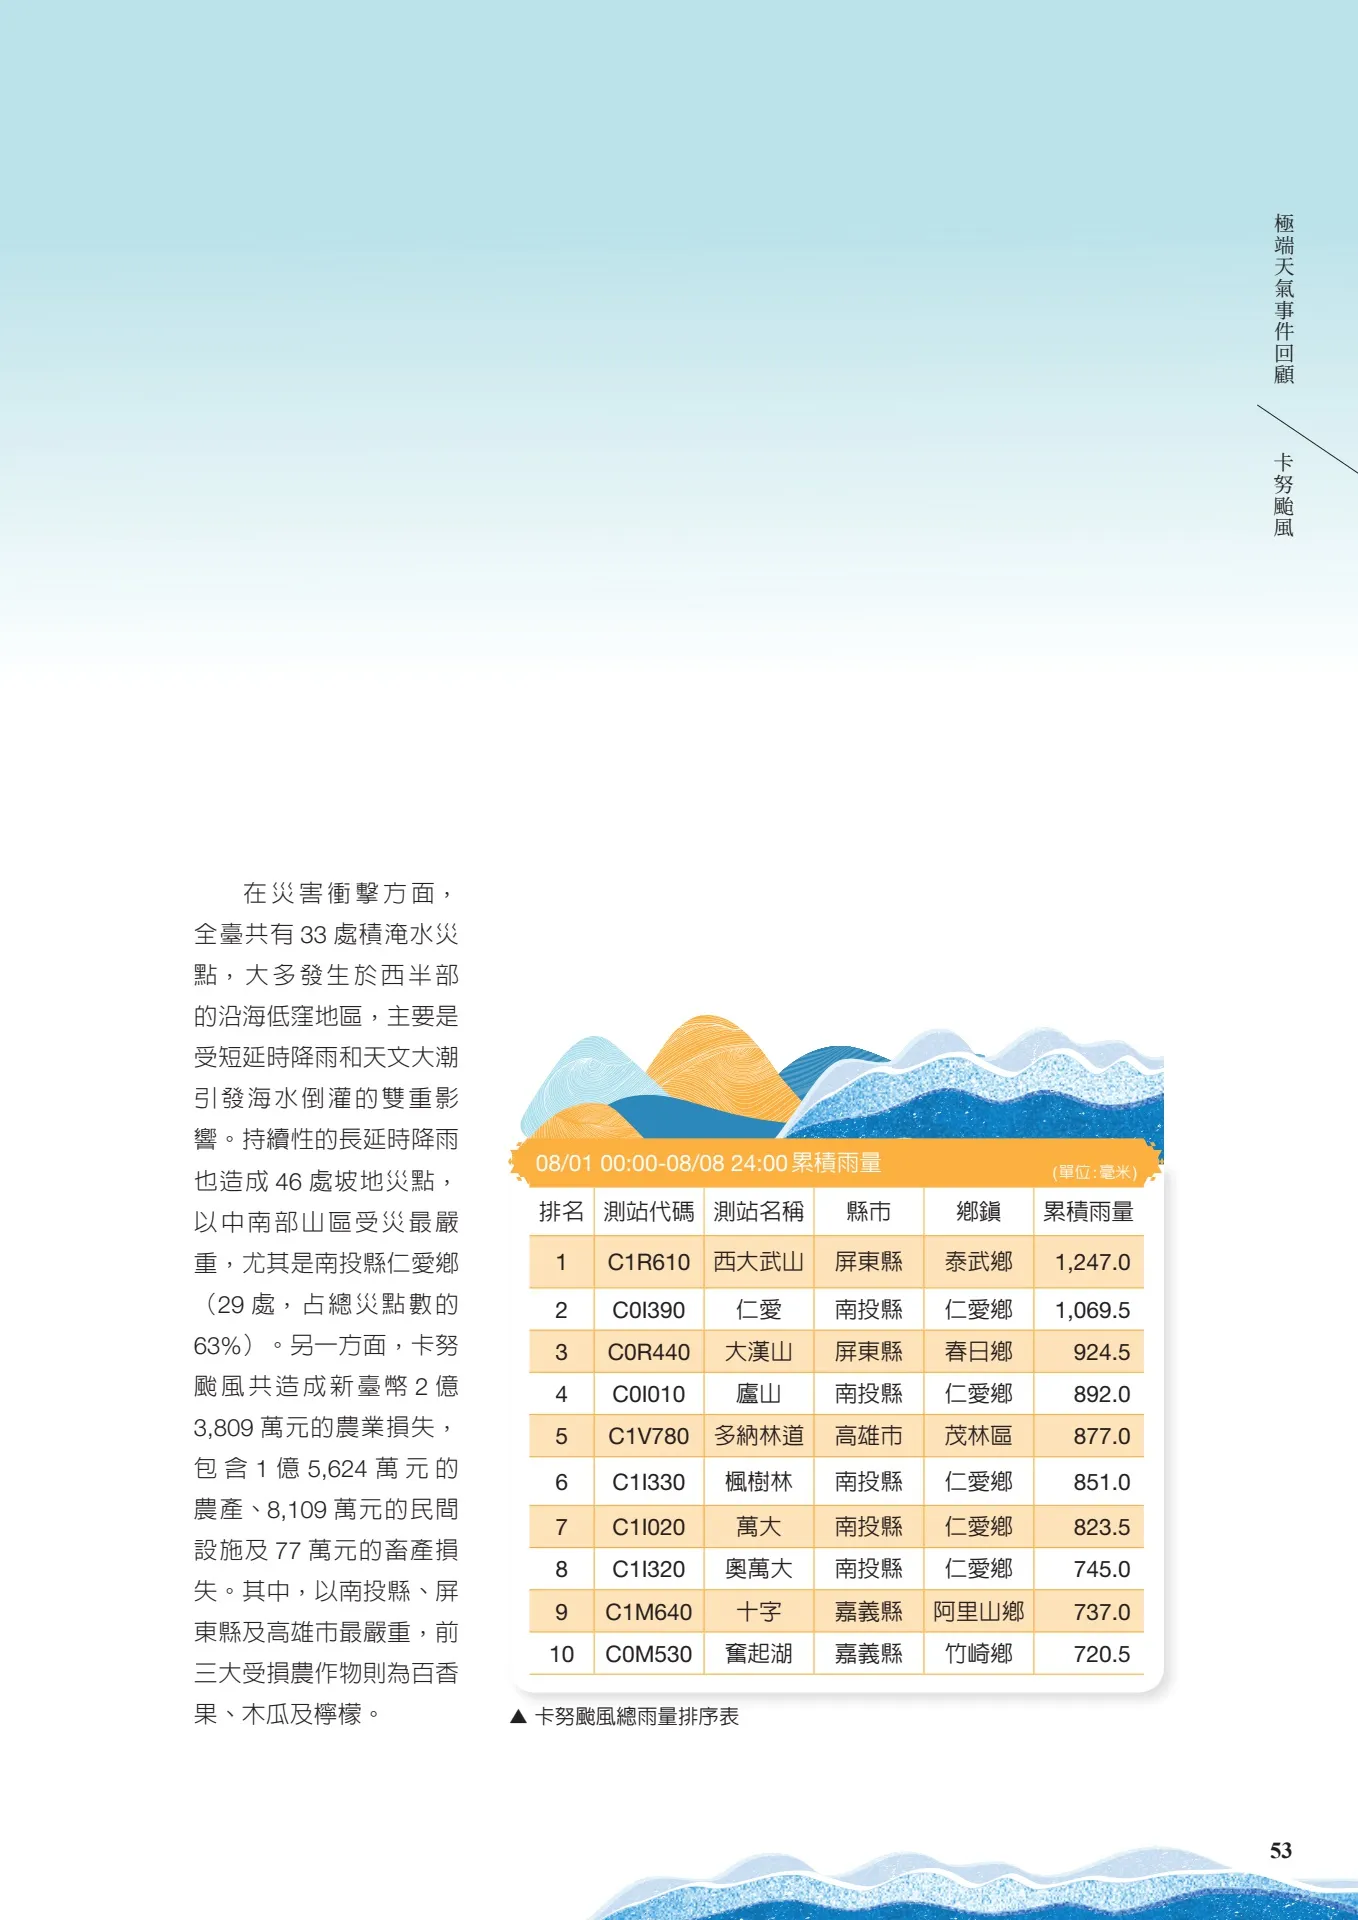 極端天氣事件回顧
卡努颱風
在災害衝擊方面，
全臺共有 33 處積淹水災
點，大多發生於西半部
的沿海低窪地區，主要是
受短延時降雨和天文大潮
引發海水倒灌的雙重影
響。持續性的長延時降雨
也造成 46 處坡地災點，
以中南部山區受災最嚴
重，尤其是南投縣仁愛鄉
（29 處，占總災點數的
63%）。另一方面，卡努
颱風共造成新臺幣 2 億
3,809 萬元的農業損失，
包含 1 億 5,624 萬元的
農產、8,109 萬元的民間
設施及 77 萬元的畜產損
失。其中，以南投縣、屏
東縣及高雄市最嚴重，前
三大受損農作物則為百香
果、木瓜及檸檬。
08/01 00:00-08/08 24:00累積雨量 (單位:毫米)
排名 測站代碼 測站名稱 縣市 鄉鎮 累積雨量
1 C1R610 西大武山 屏東縣 泰武鄉 1,247.0
2 C0I390 仁愛 南投縣 仁愛鄉 1,069.5
3 C0R440 大漢山 屏東縣 春日鄉 924.5
4 C0I010 廬山 南投縣 仁愛鄉 892.0
5 C1V780 多納林道 高雄市 茂林區 877.0
6 C1I330 楓樹林 南投縣 仁愛鄉 851.0
7 C1I020 萬大 南投縣 仁愛鄉 823.5
8 C1I320 奧萬大 南投縣 仁愛鄉 745.0
9 C1M640 十字 嘉義縣 阿里山鄉 737.0
10 C0M530 奮起湖 嘉義縣 竹崎鄉 720.5
▲ 卡努颱風總雨量排序表
53